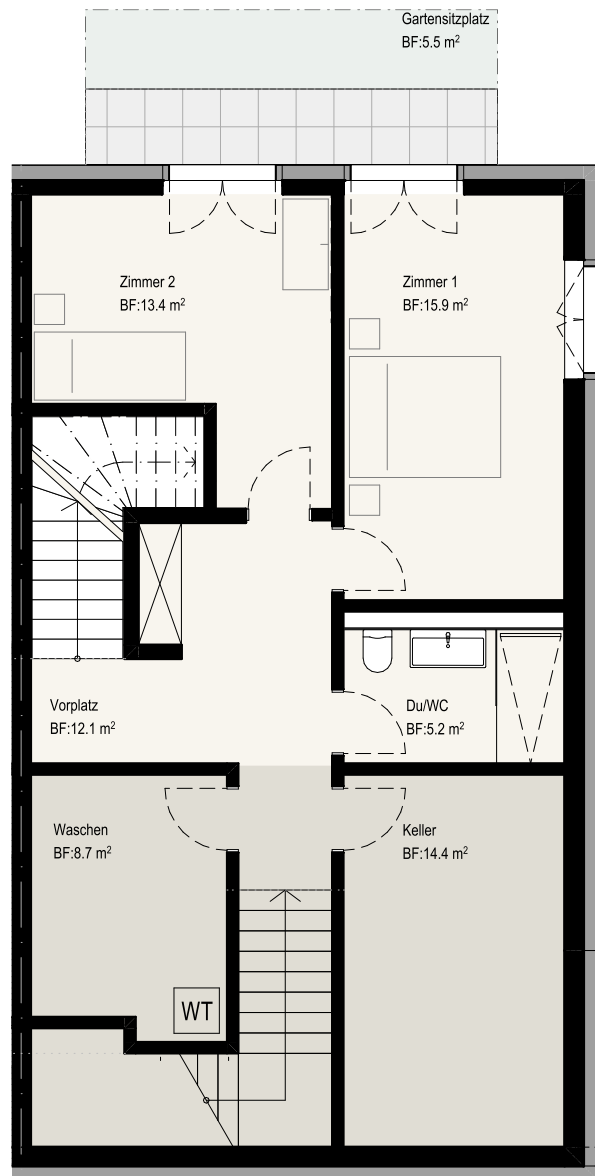 Gartensitzplatz
BF:5.5 m²
Zimmer 2
BF:13.4 m²
Zimmer 1
BF:15.9 m²
Vorplatz
BF:12.1 m²
Du/WC
BF:5.2 m²
Waschen
BF:8.7 m²
Keller
BF:14.4 m²
WT